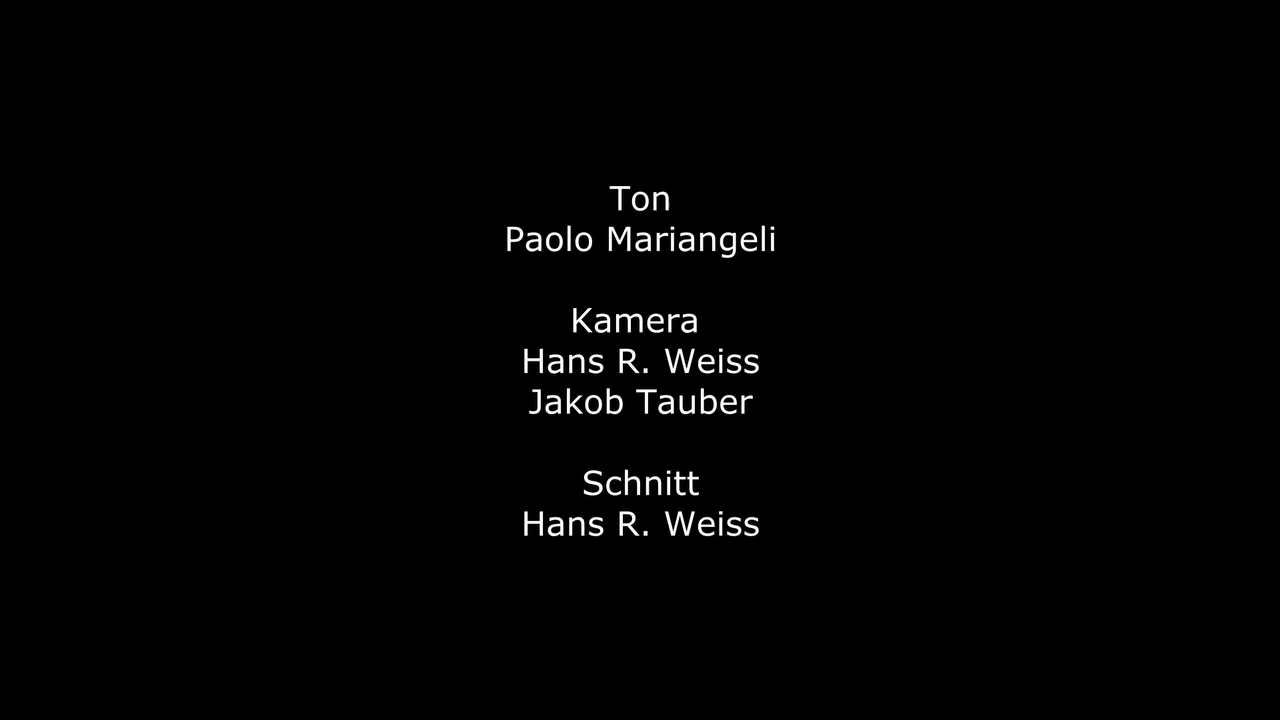 Ton
Paolo Mariangeli
Kamera
Hans R. Weiss
Jakob Tauber
Schnitt
Hans R. Weiss